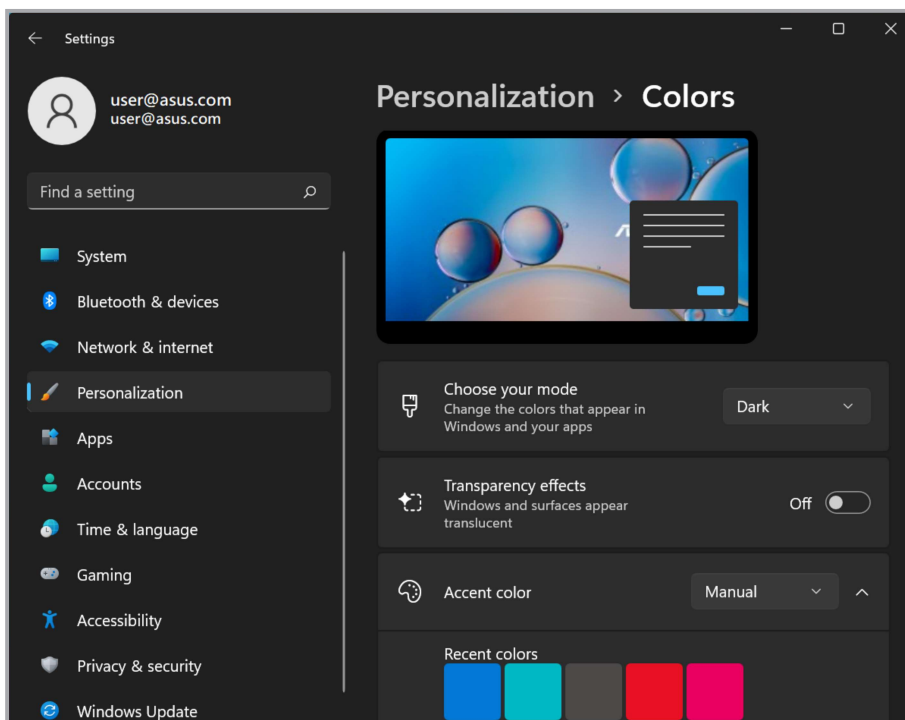 Settings
user@asus.com
user@asus.com
Find a setting
System
Bluetooth & devices
Network & internet
Personalization
Apps
Accounts
Time & language
Gaming
Accessibility
Privacy & security
Windows Update
Personalization > Colors
Choose your mode
Change the colors that appear in
Windows and your apps
Dark
Transparency effects
Windows and surfaces appear
translucent
Off
Accent color
Manual
Recent colors